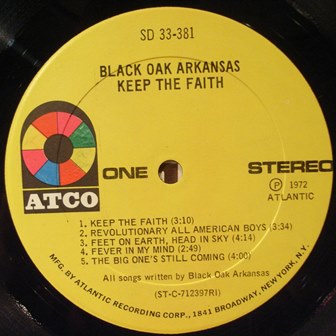 SD 33-381
BLACK OAK ARKANSAS
KEEP THE FAITH
ATCO
ONE
STEREO
℗ 1972
ATLANTIC
1. KEEP THE FAITH (3:10)
2. REVOLUTIONARY ALL AMERICAN BOYS (3:34)
3. FEET ON EARTH, HEAD IN SKY (4:14)
4. FEVER IN MY MIND (2:49)
5. THE BIG ONE'S STILL COMING (4:00)
All songs written by Black Oak Arkansas
(ST-C-712397RI)
MFG. BY ATLANTIC RECORDING CORP., 1841 BROADWAY, NEW YORK, N.Y.